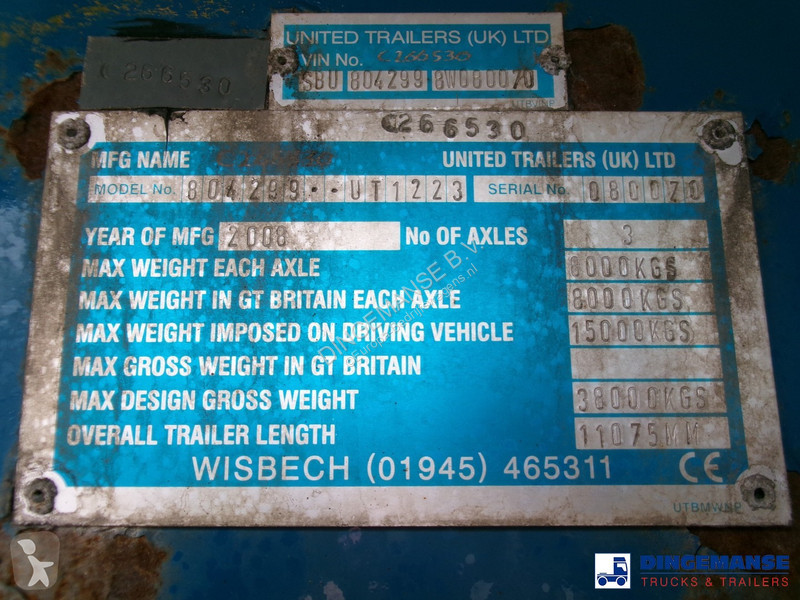 C266530
UNITED TRAILERS (UK) LTD
VIN No. C266530
SBU 804299 BW080070
UTBVINP
C266530
MFG NAME UNITED TRAILERS (UK) LTD
MODEL No. 804299--UT1223 SERIAL No. 080070
YEAR OF MFG 2008 No OF AXLES 3
MAX WEIGHT EACH AXLE 8000KGS
MAX WEIGHT IN GT BRITAIN EACH AXLE 8000KGS
MAX WEIGHT IMPOSED ON DRIVING VEHICLE 15000KGS
MAX GROSS WEIGHT IN GT BRITAIN
MAX DESIGN GROSS WEIGHT 38000KGS
OVERALL TRAILER LENGTH 11075MM
WISBECH (01945) 465311 CE
UTBMWNP
DINGEMANSE B.V.
DINGEMANSE
TRUCKS & TRAILERS